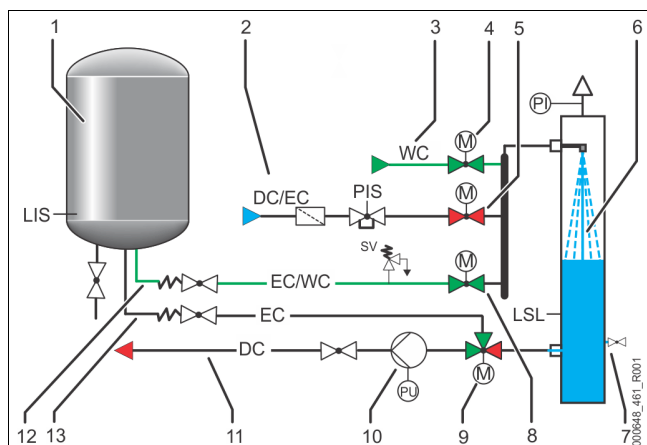 1
2
3
4
5
6
M
PI
WC
M
DC/EC
PIS
LIS
SV
M
EC/WC
EC
LSL
DC
PU
M
12
13
11
10
9
8
7
000648_461_R001